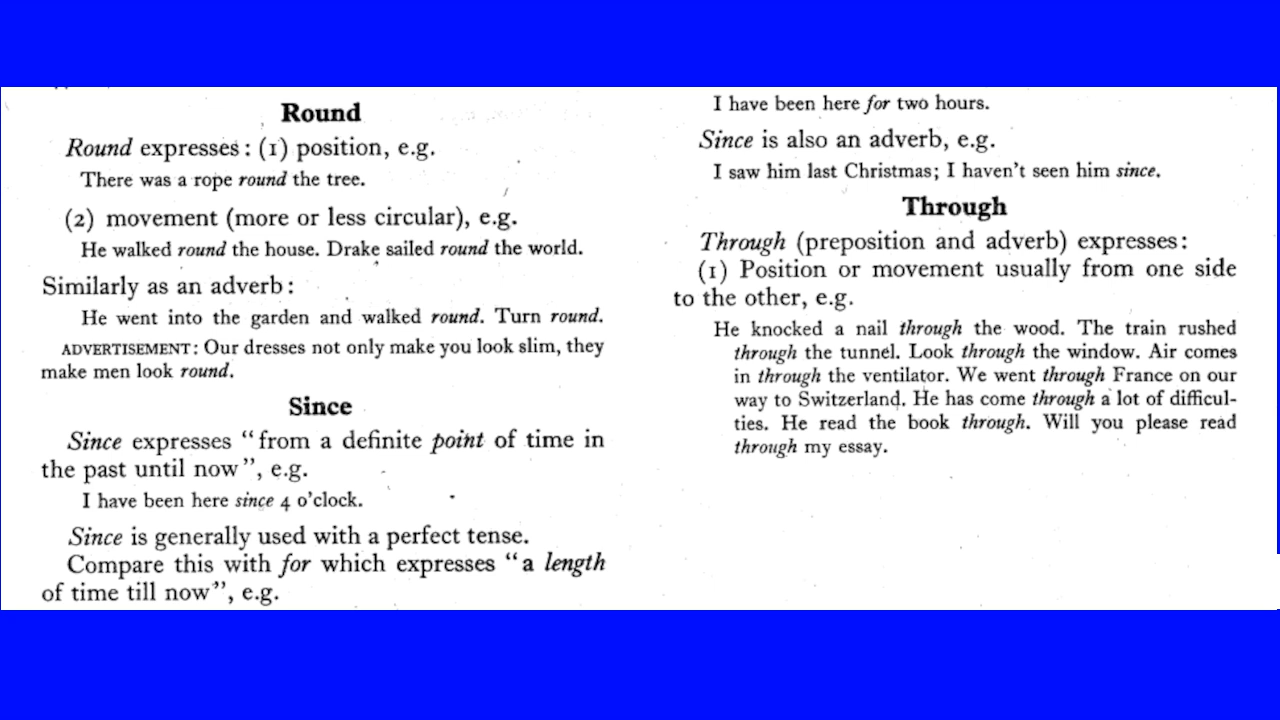 Round
Round expresses: (1) position, e.g.
There was a rope round the tree.
(2) movement (more or less circular), e.g.
He walked round the house. Drake sailed round the world.
Similarly as an adverb:
He went into the garden and walked round. Turn round.
ADVERTISEMENT: Our dresses not only make you look slim, they
make men look round.
Since
Since expresses “from a definite point of time in
the past until now”, e.g.
I have been here since 4 o’clock.
Since is generally used with a perfect tense.
Compare this with for which expresses “a length
of time till now”, e.g.
I have been here for two hours.
Since is also an adverb, e.g.
I saw him last Christmas; I haven’t seen him since.
Through
Through (preposition and adverb) expresses:
(1) Position or movement usually from one side
to the other, e.g.
He knocked a nail through the wood. The train rushed
through the tunnel. Look through the window. Air comes
in through the ventilator. We went through France on our
way to Switzerland. He has come through a lot of difficul-
ties. He read the book through. Will you please read
through my essay.